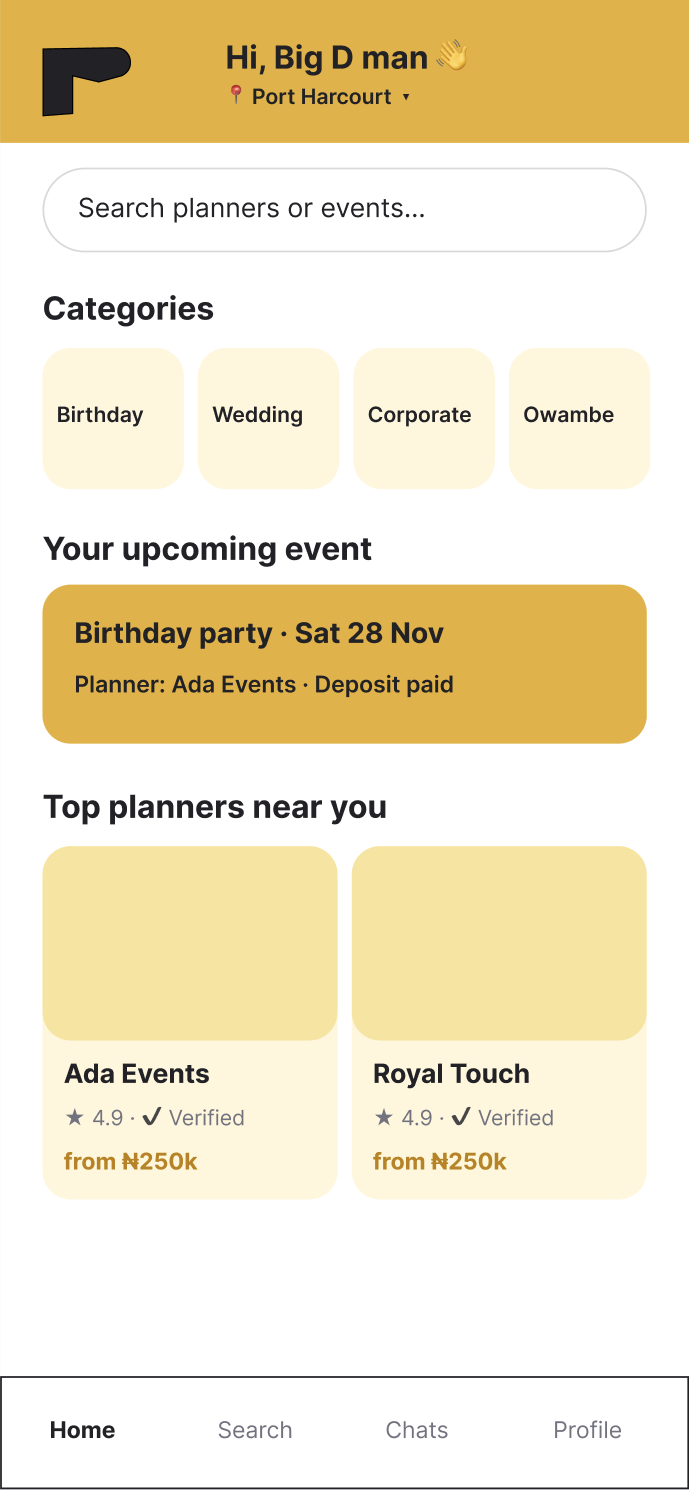 Hi, Big D man 👋
📍 Port Harcourt ▾
Search planners or events...
Categories
Birthday Wedding Corporate Owambe
Your upcoming event
Birthday party · Sat 28 Nov
Planner: Ada Events · Deposit paid
Top planners near you
Ada Events
★ 4.9 · ✔ Verified
from ₦250k
Royal Touch
★ 4.9 · ✔ Verified
from ₦250k
Home Search Chats Profile